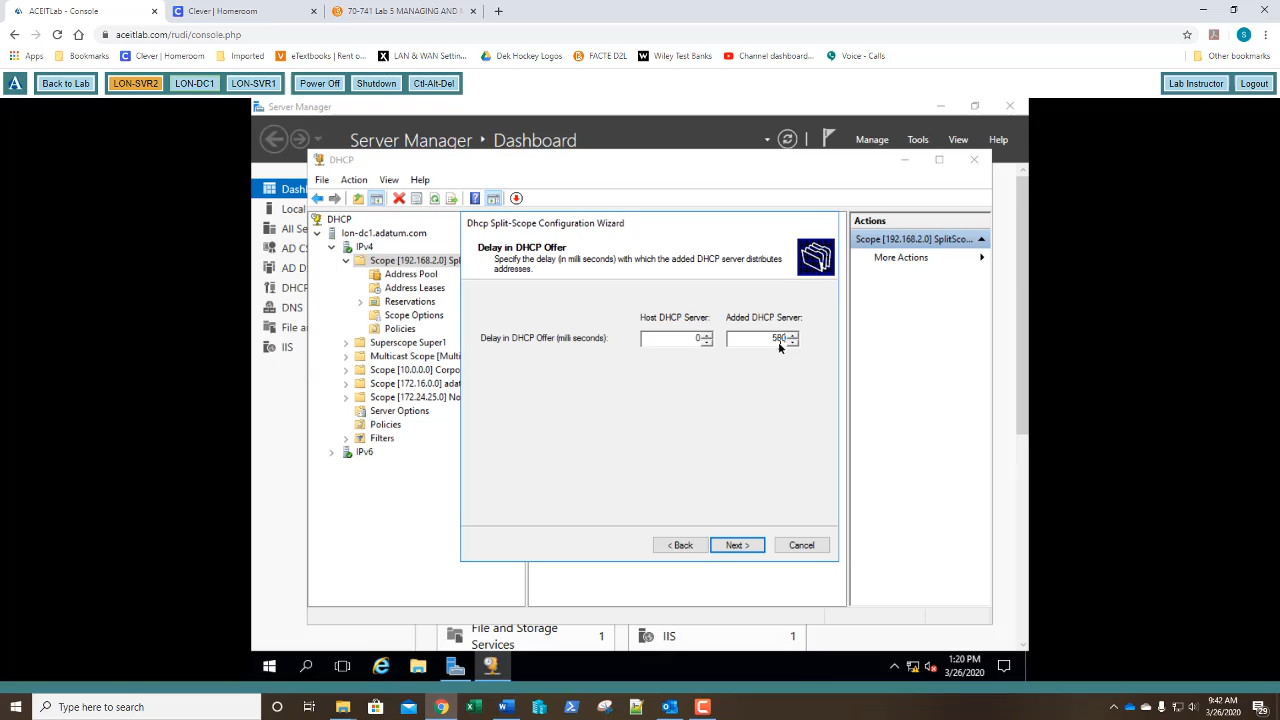 ACEITLab - Console
Clever | Homeroom
70-741 Lab 5 MANAGING AND M
aceitlab.com/rudi/console.php
S
Apps
Bookmarks
Clever | Homeroom
Imported
eTextbooks | Rent o...
LAN & WAN Settin...
Dek Hockey Logos
FACTE D2L
Wiley Test Banks
Channel dashboard...
Voice - Calls
Other bookmarks
Back to Lab
LON-SVR2
LON-DC1
LON-SVR1
Power Off
Shutdown
Ctl-Alt-Del
Lab Instructor
Logout
Server Manager
Server Manager
Dashboard
Manage
Tools
View
Help
Dashl
Local
All Se
AD CS
AD D
DHCP
DNS
File an
IIS
DHCP
File
Action
View
Help
DHCP
lon-dc1.adatum.com
IPv4
Scope [192.168.2.0] Spl
Address Pool
Address Leases
Reservations
Scope Options
Policies
Superscope Super1
Multicast Scope [Multi
Scope [10.0.0.0] Corpo
Scope [172.16.0.0] adat
Scope [172.24.25.0] No
Server Options
Policies
Filters
IPv6
Dhcp Split-Scope Configuration Wizard
Delay in DHCP Offer
Specify the delay (in milli seconds) with which the added DHCP server distributes
addresses.
Host DHCP Server:
Added DHCP Server:
Delay in DHCP Offer (milli seconds):
0
< Back
Next >
Cancel
Actions
Scope [192.168.2.0] SplitSco...
More Actions
File and Storage
Services
1
IIS
1
1:20 PM
3/26/2020
Type here to search
9:42 AM
3/26/2020